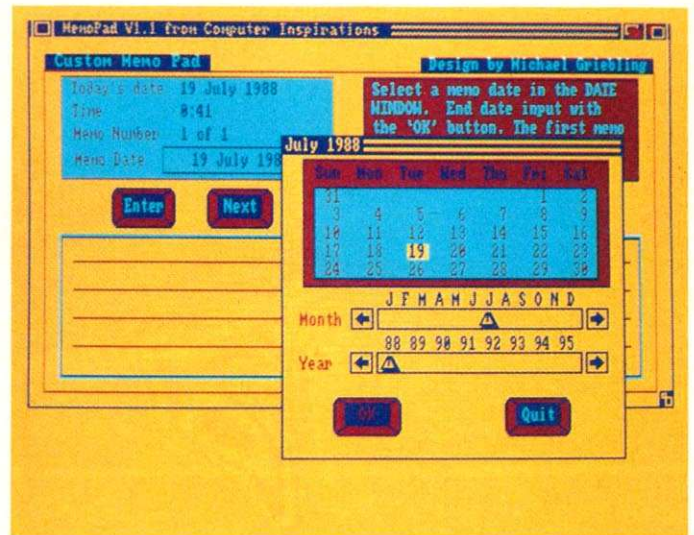 MemoPad V1.1 from Computer Inspirations
Custom Memo Pad
Design by Michael Griebling
Today's date 19 July 1988
Time 8:41
Memo Number 1 of 1
Memo Date 19 July 198
Select a memo date in the DATE
WINDOW. End date input with
the 'OK' button. The first memo
Enter
Next
July 1988
Sun Mon Tue Wed Thu Fri Sat
31 1 2
3 4 5 6 7 8 9
10 11 12 13 14 15 16
17 18 19 20 21 22 23
24 25 26 27 28 29 30
J F M A M J J A S O N D
Month
88 89 90 91 92 93 94 95
Year
OK
Quit